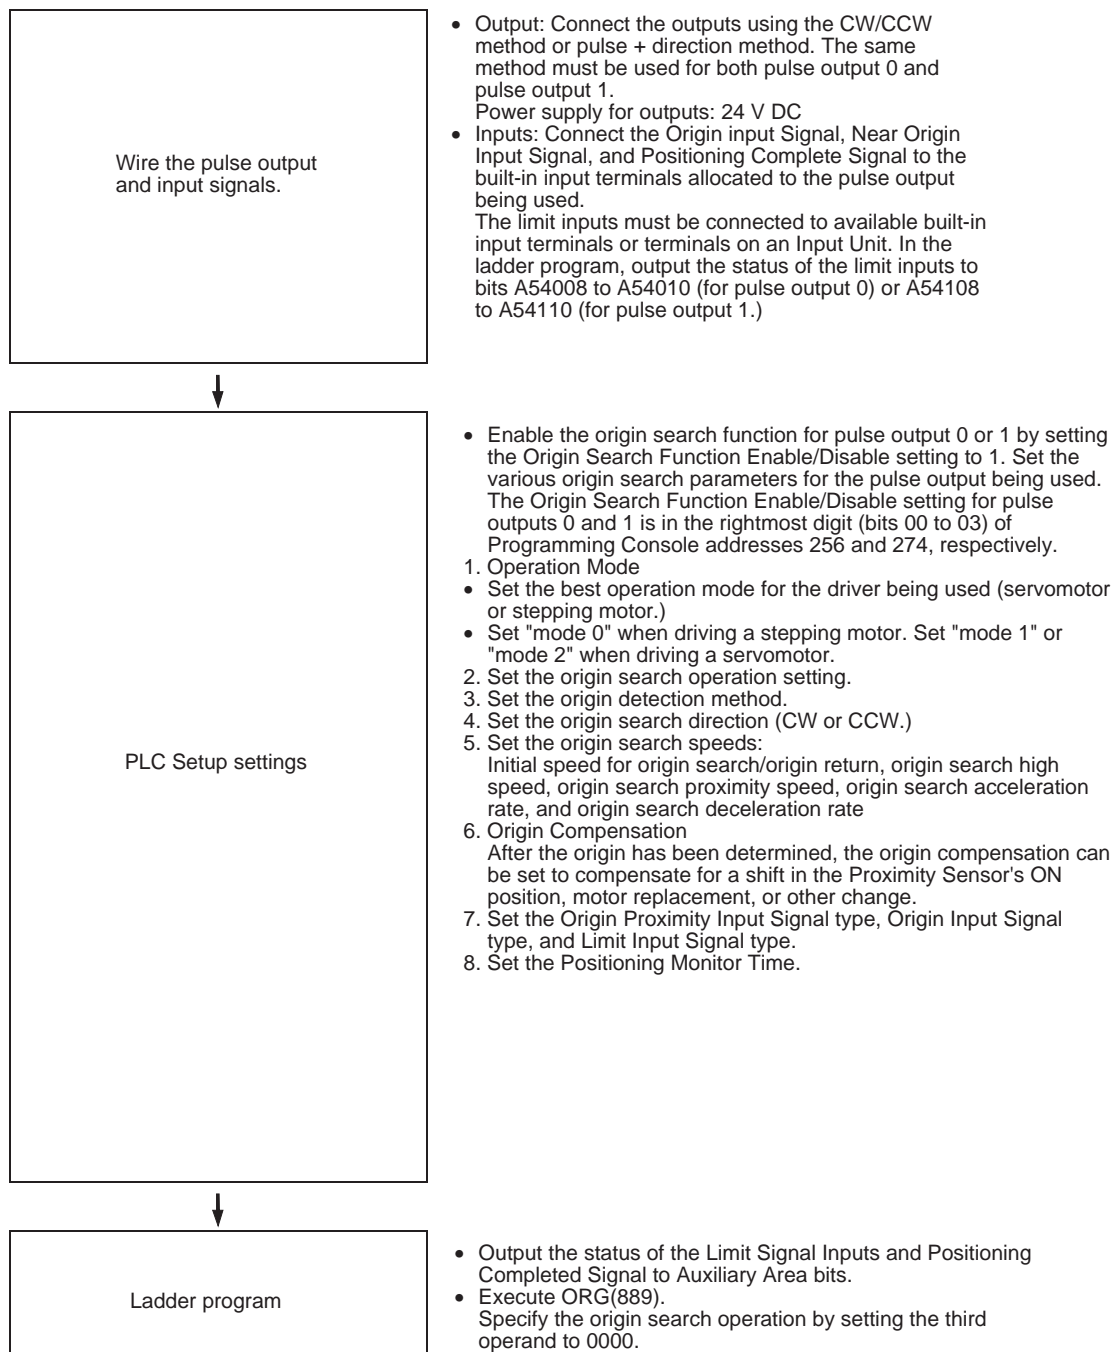 Wire the pulse output
and input signals.
• Output: Connect the outputs using the CW/CCW
method or pulse + direction method. The same
method must be used for both pulse output 0 and
pulse output 1.
Power supply for outputs: 24 V DC
• Inputs: Connect the Origin input Signal, Near Origin
Input Signal, and Positioning Complete Signal to the
built-in input terminals allocated to the pulse output
being used.
The limit inputs must be connected to available built-in
input terminals or terminals on an Input Unit. In the
ladder program, output the status of the limit inputs to
bits A54008 to A54010 (for pulse output 0) or A54108
to A54110 (for pulse output 1.)
PLC Setup settings
• Enable the origin search function for pulse output 0 or 1 by setting
the Origin Search Function Enable/Disable setting to 1. Set the
various origin search parameters for the pulse output being used.
The Origin Search Function Enable/Disable setting for pulse
outputs 0 and 1 is in the rightmost digit (bits 00 to 03) of
Programming Console addresses 256 and 274, respectively.
1. Operation Mode
• Set the best operation mode for the driver being used (servomotor
or stepping motor.)
• Set "mode 0" when driving a stepping motor. Set "mode 1" or
"mode 2" when driving a servomotor.
2. Set the origin search operation setting.
3. Set the origin detection method.
4. Set the origin search direction (CW or CCW.)
5. Set the origin search speeds:
Initial speed for origin search/origin return, origin search high
speed, origin search proximity speed, origin search acceleration
rate, and origin search deceleration rate
6. Origin Compensation
After the origin has been determined, the origin compensation can
be set to compensate for a shift in the Proximity Sensor's ON
position, motor replacement, or other change.
7. Set the Origin Proximity Input Signal type, Origin Input Signal
type, and Limit Input Signal type.
8. Set the Positioning Monitor Time.
Ladder program
• Output the status of the Limit Signal Inputs and Positioning
Completed Signal to Auxiliary Area bits.
• Execute ORG(889).
Specify the origin search operation by setting the third
operand to 0000.